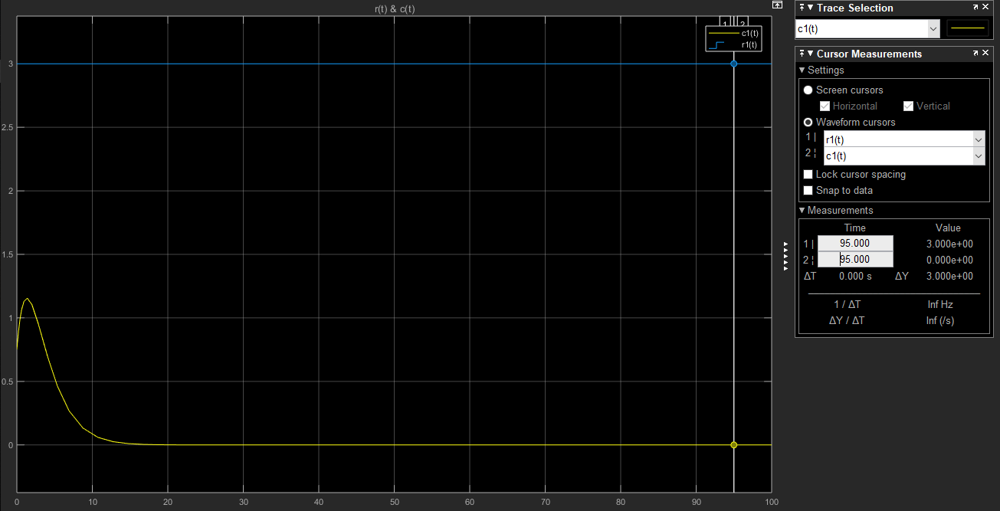 r(t) & c(t)
1 2
c1(t)
r1(t)
3
2.5
2
1.5
1
0.5
0
0 10 20 30 40 50 60 70 80 90 100
Trace Selection
c1(t)
Cursor Measurements
Settings
Screen cursors
Horizontal Vertical
Waveform cursors
1 r1(t)
2 c1(t)
Lock cursor spacing
Snap to data
Measurements
Time Value
1 | 95.000 3.000e+00
2 ¦ 95.000 0.000e+00
ΔT 0.000 s ΔY 3.000e+00
1 / ΔT Inf Hz
ΔY / ΔT Inf (/s)